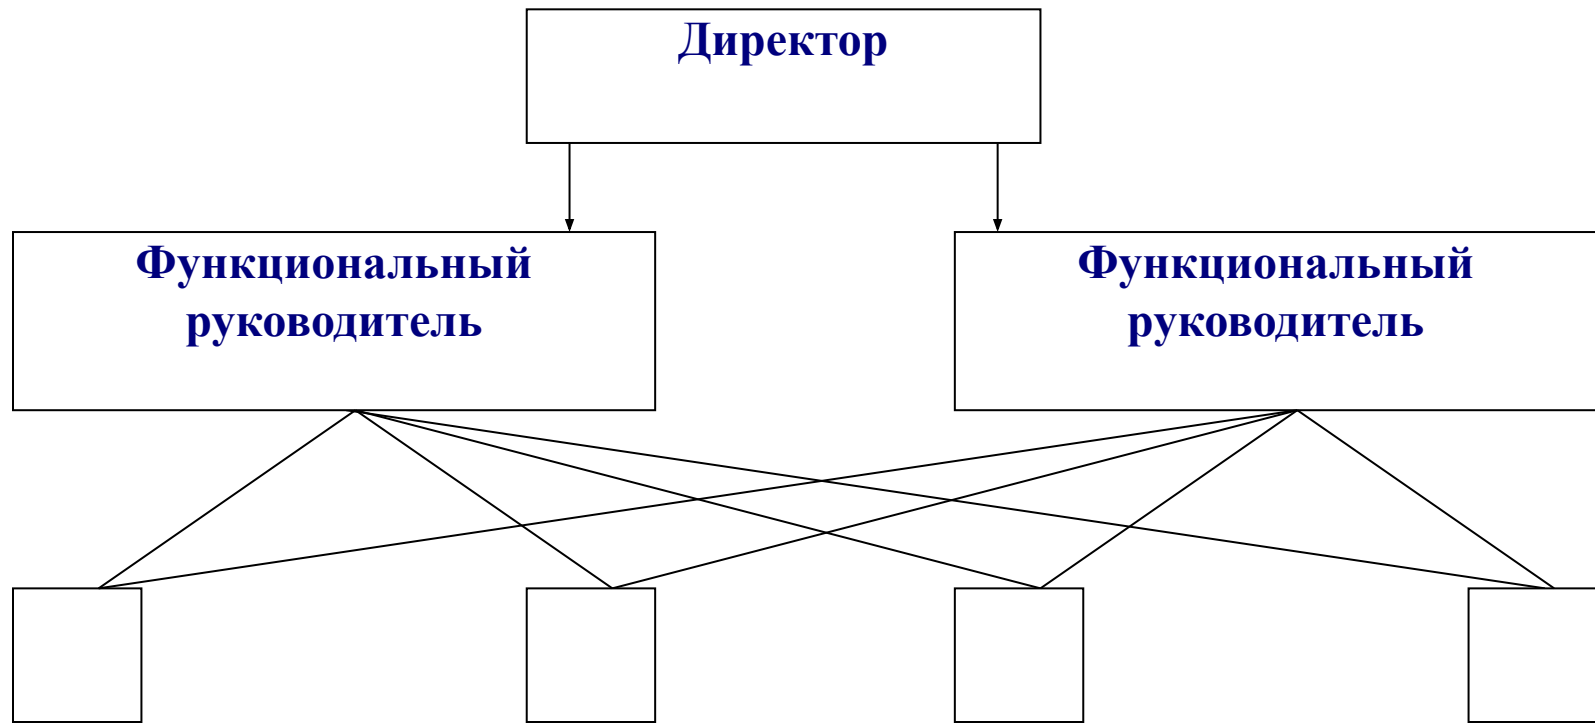 Директор
Функциональный
руководитель
Функциональный
руководитель